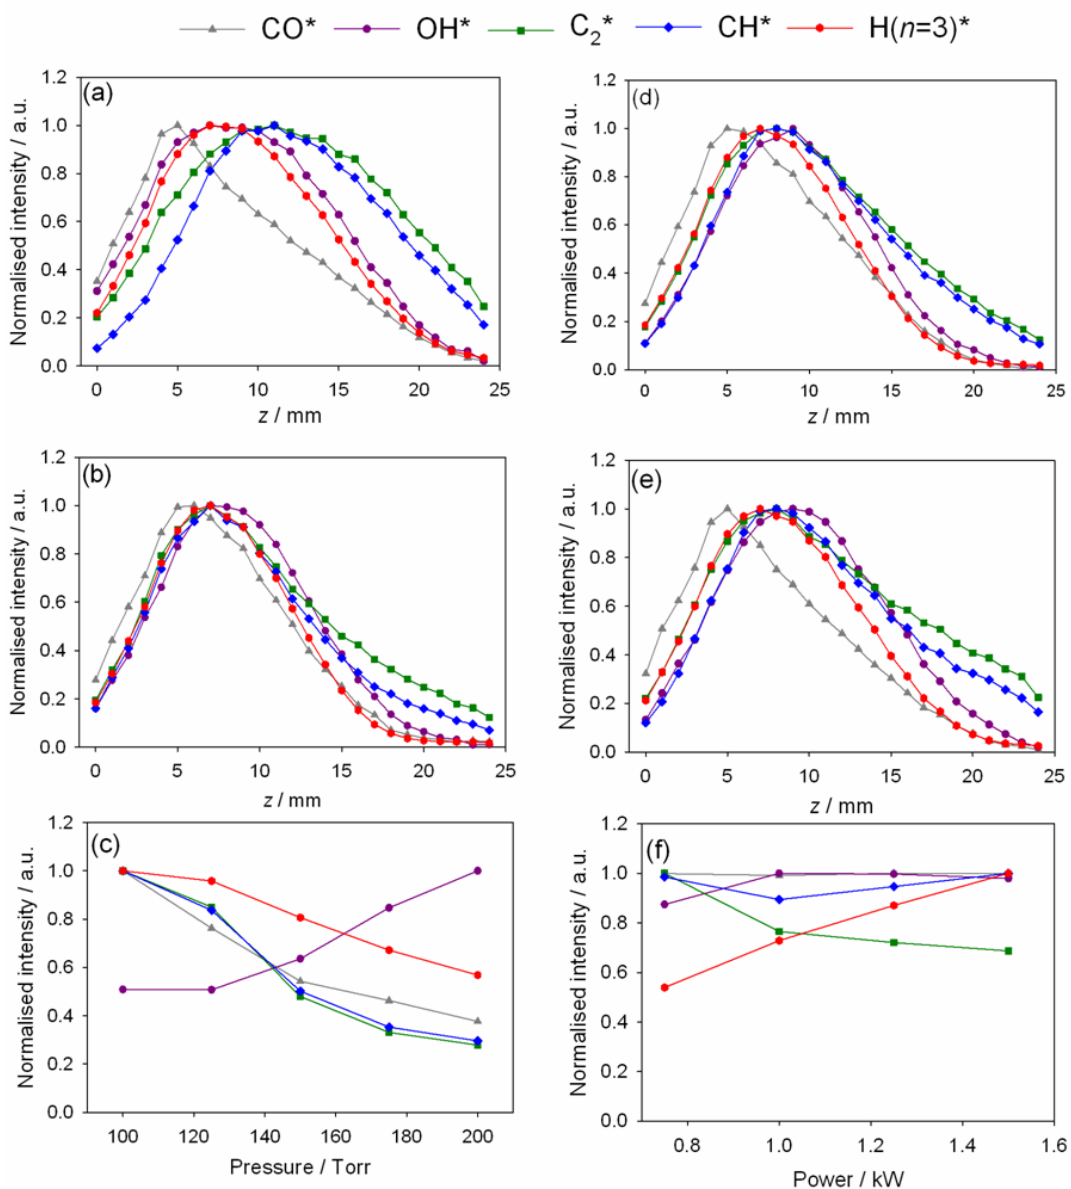 CO* OH* C₂* CH* H(n=3)*
(a)
Normalised intensity / a.u.
1.2
1.0
0.8
0.6
0.4
0.2
0.0
0 5 10 15 20 25
z / mm
(d)
Normalised intensity / a.u.
1.2
1.0
0.8
0.6
0.4
0.2
0.0
0 5 10 15 20 25
z / mm
(b)
Normalised intensity / a.u.
1.2
1.0
0.8
0.6
0.4
0.2
0.0
0 5 10 15 20 25
z / mm
(e)
Normalised intensity / a.u.
1.2
1.0
0.8
0.6
0.4
0.2
0.0
0 5 10 15 20 25
z / mm
(c)
Normalised intensity / a.u.
1.2
1.0
0.8
0.6
0.4
0.2
0.0
100 120 140 160 180 200
Pressure / Torr
(f)
Normalised intensity / a.u.
1.2
1.0
0.8
0.6
0.4
0.2
0.0
0.8 1.0 1.2 1.4 1.6
Power / kW